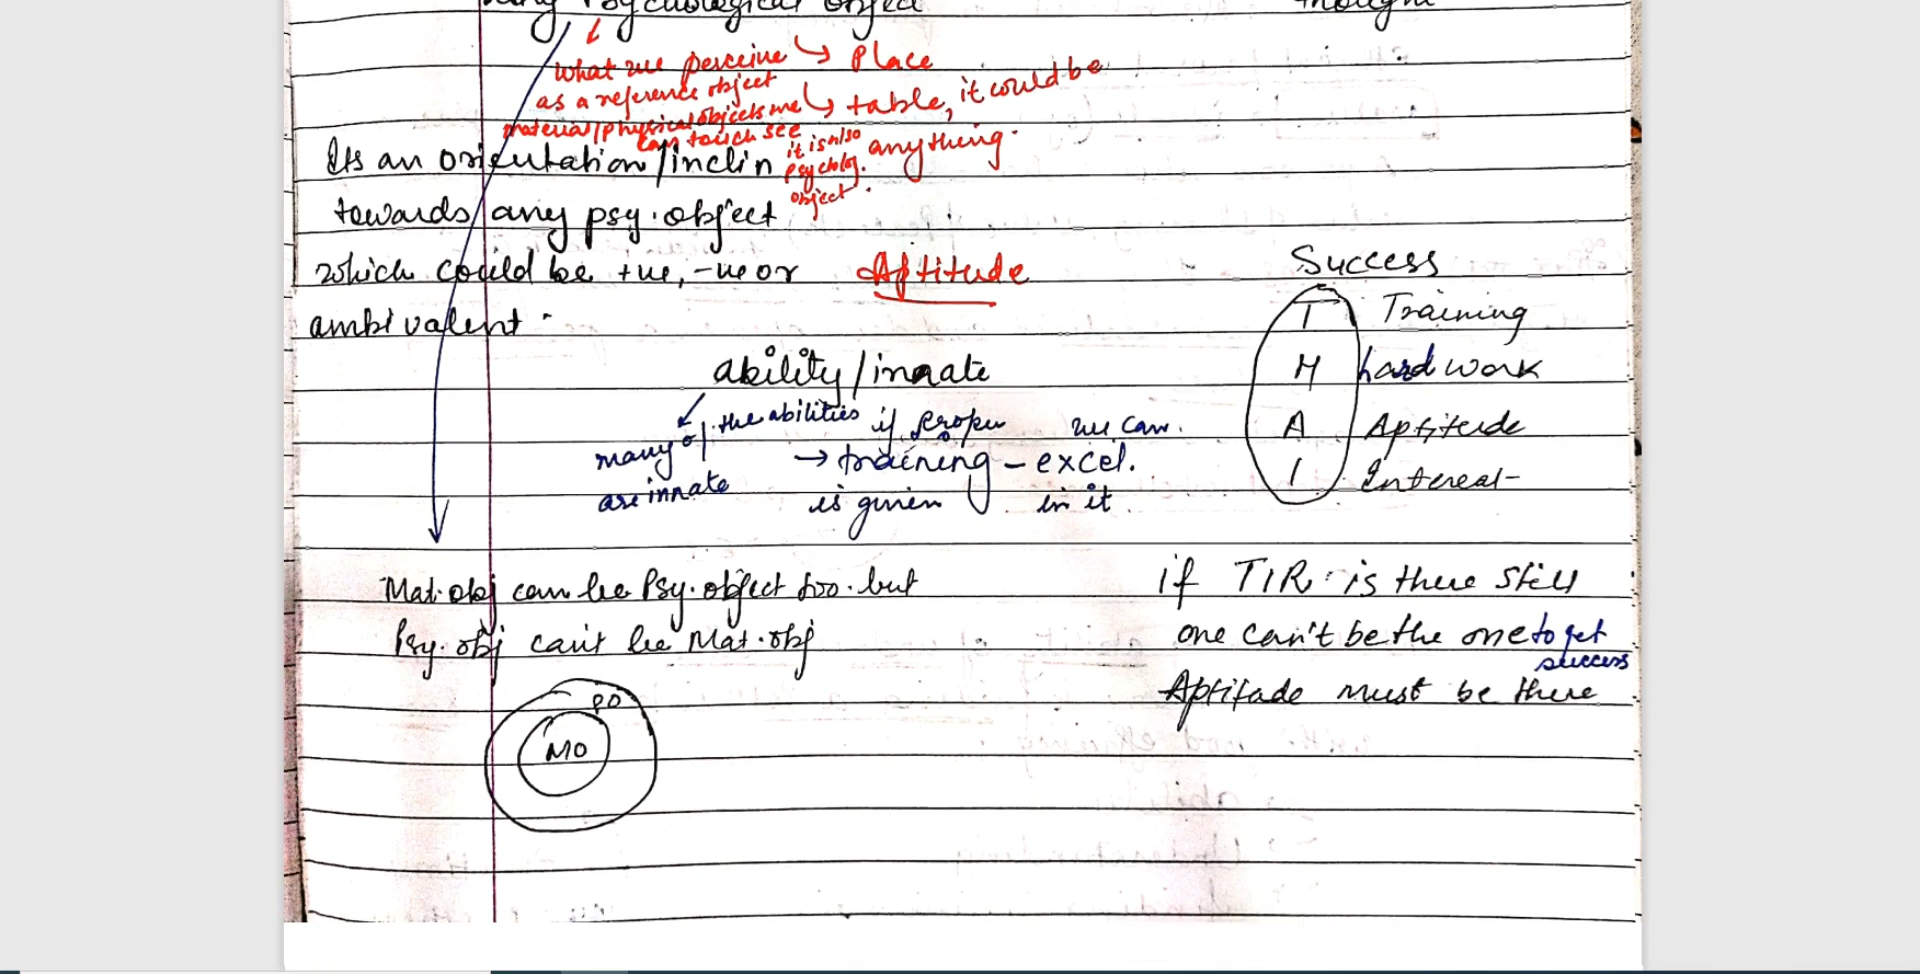 any Psychological object
thought
what we perceive → Place
as a reference object
material/physical objects we → table, it could be
can touch see
it is also
anything.
psycholog.
object.
Its an orientation/inclin
towards any psy. object
which could be +ve, -ve or
ambivalent.
Aptitude
ability/innate
many of the abilities
are innate
if proper
→ training – excel.
we can.
is given
in it.
Success
T Training
H hard work
A Aptitude
I Interest
Mat. obj can be Psy. object too. but
Psy. obj can't be Mat. obj
PO
MO
if TIR is there still
one can't be the one to get
success
Aptitude must be there